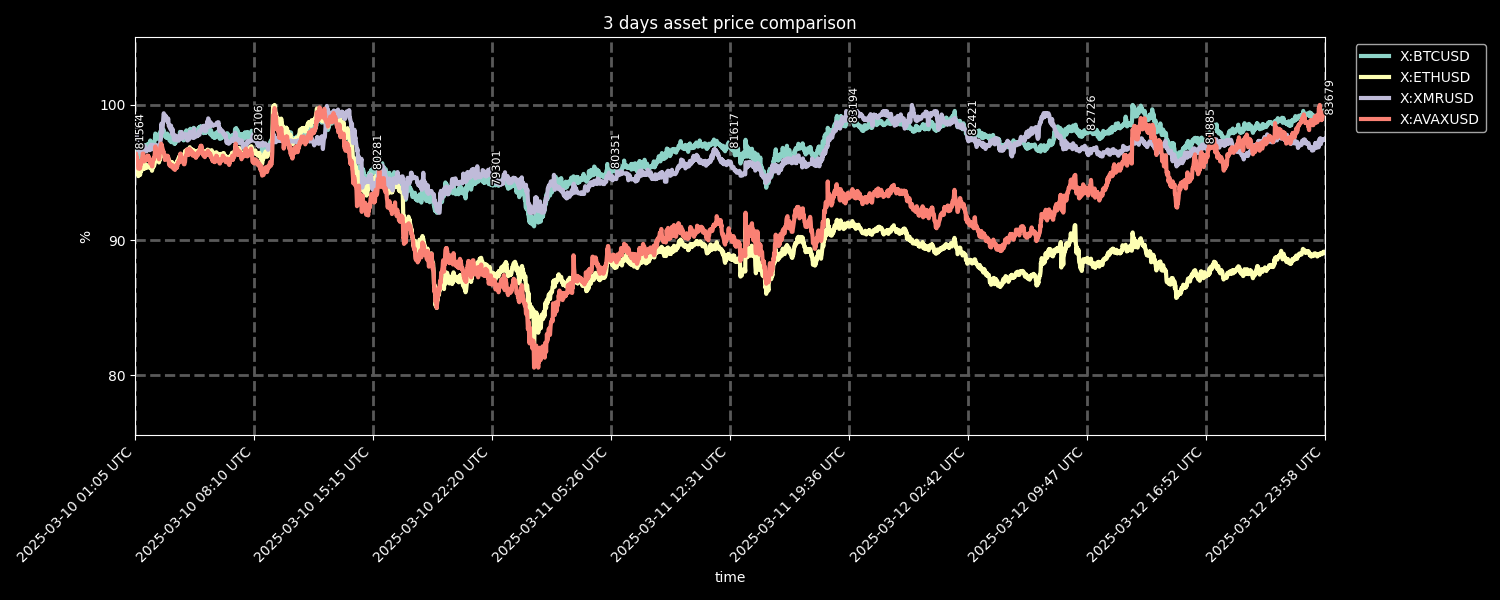 3 days asset price comparison
X:BTCUSD
X:ETHUSD
X:XMRUSD
X:AVAXUSD
%
100
90
80
81564
82106
80281
79301
80351
81617
83194
82421
82726
81885
83679
2025-03-10 01:05 UTC
2025-03-10 08:10 UTC
2025-03-10 15:15 UTC
2025-03-10 22:20 UTC
2025-03-11 05:26 UTC
2025-03-11 12:31 UTC
2025-03-11 19:36 UTC
2025-03-12 02:42 UTC
2025-03-12 09:47 UTC
2025-03-12 16:52 UTC
2025-03-12 23:58 UTC
time